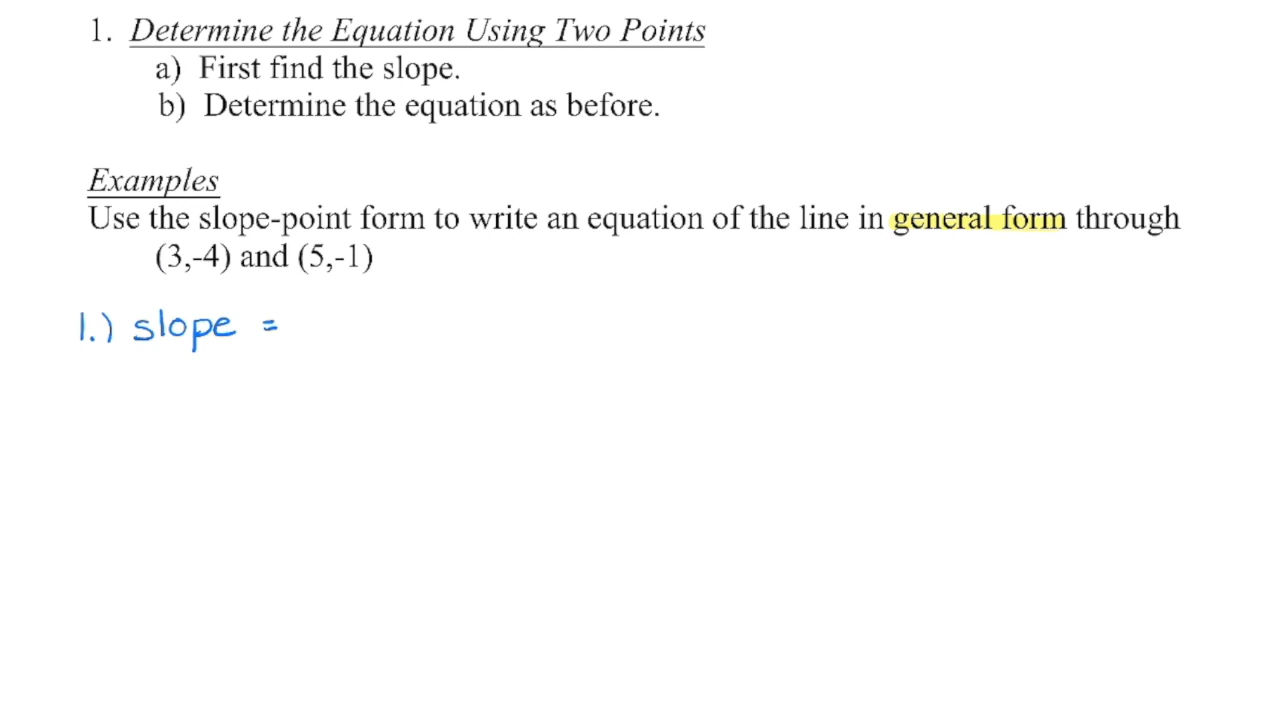 1. Determine the Equation Using Two Points
a) First find the slope.
b) Determine the equation as before.
Examples
Use the slope-point form to write an equation of the line in general form through
(3,-4) and (5,-1)
1.) slope =